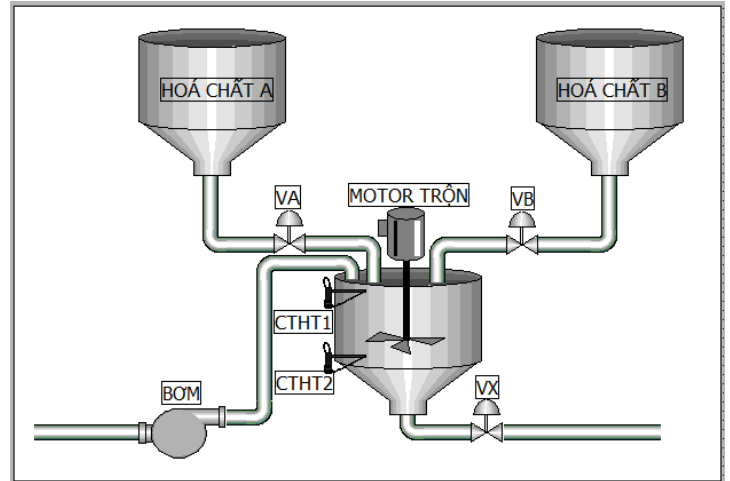 HOÁ CHẤT A
HOÁ CHẤT B
VA
MOTOR TRỘN
VB
CTHT1
CTHT2
BƠM
VX